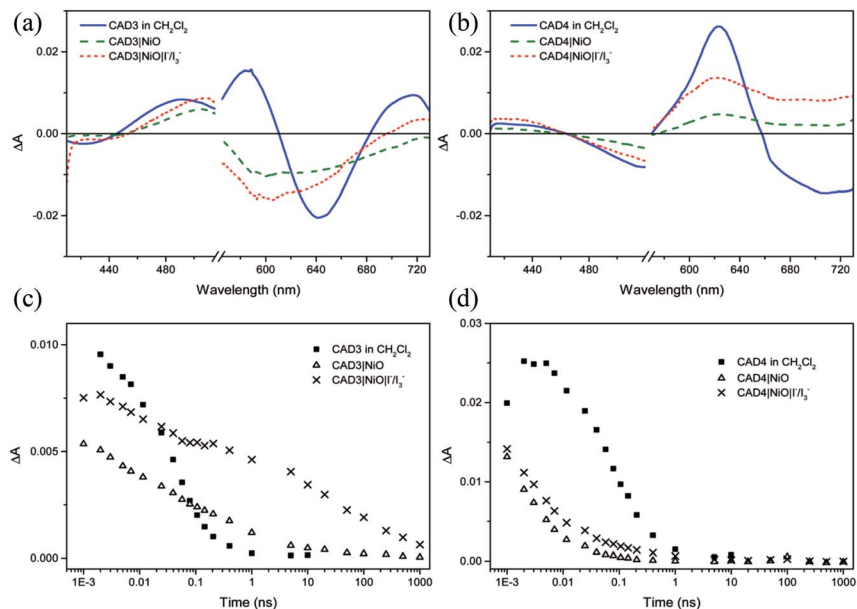 (a)
CAD3 in CH₂Cl₂
CAD3|NiO
CAD3|NiO|I⁻/I₃⁻
0.02
0.00
-0.02
ΔA
440
480
600
640
680
720
Wavelength (nm)
(b)
CAD4 in CH₂Cl₂
CAD4|NiO
CAD4|NiO|I⁻/I₃⁻
0.02
0.00
-0.02
ΔA
440
480
600
640
680
720
Wavelength (nm)
(c)
CAD3 in CH₂Cl₂
CAD3|NiO
CAD3|NiO|I⁻/I₃⁻
0.010
0.005
0.000
ΔA
1E-3
0.01
0.1
1
10
100
1000
Time (ns)
(d)
CAD4 in CH₂Cl₂
CAD4|NiO
CAD4|NiO|I⁻/I₃⁻
0.03
0.02
0.01
0.00
ΔA
1E-3
0.01
0.1
1
10
100
1000
Time (ns)